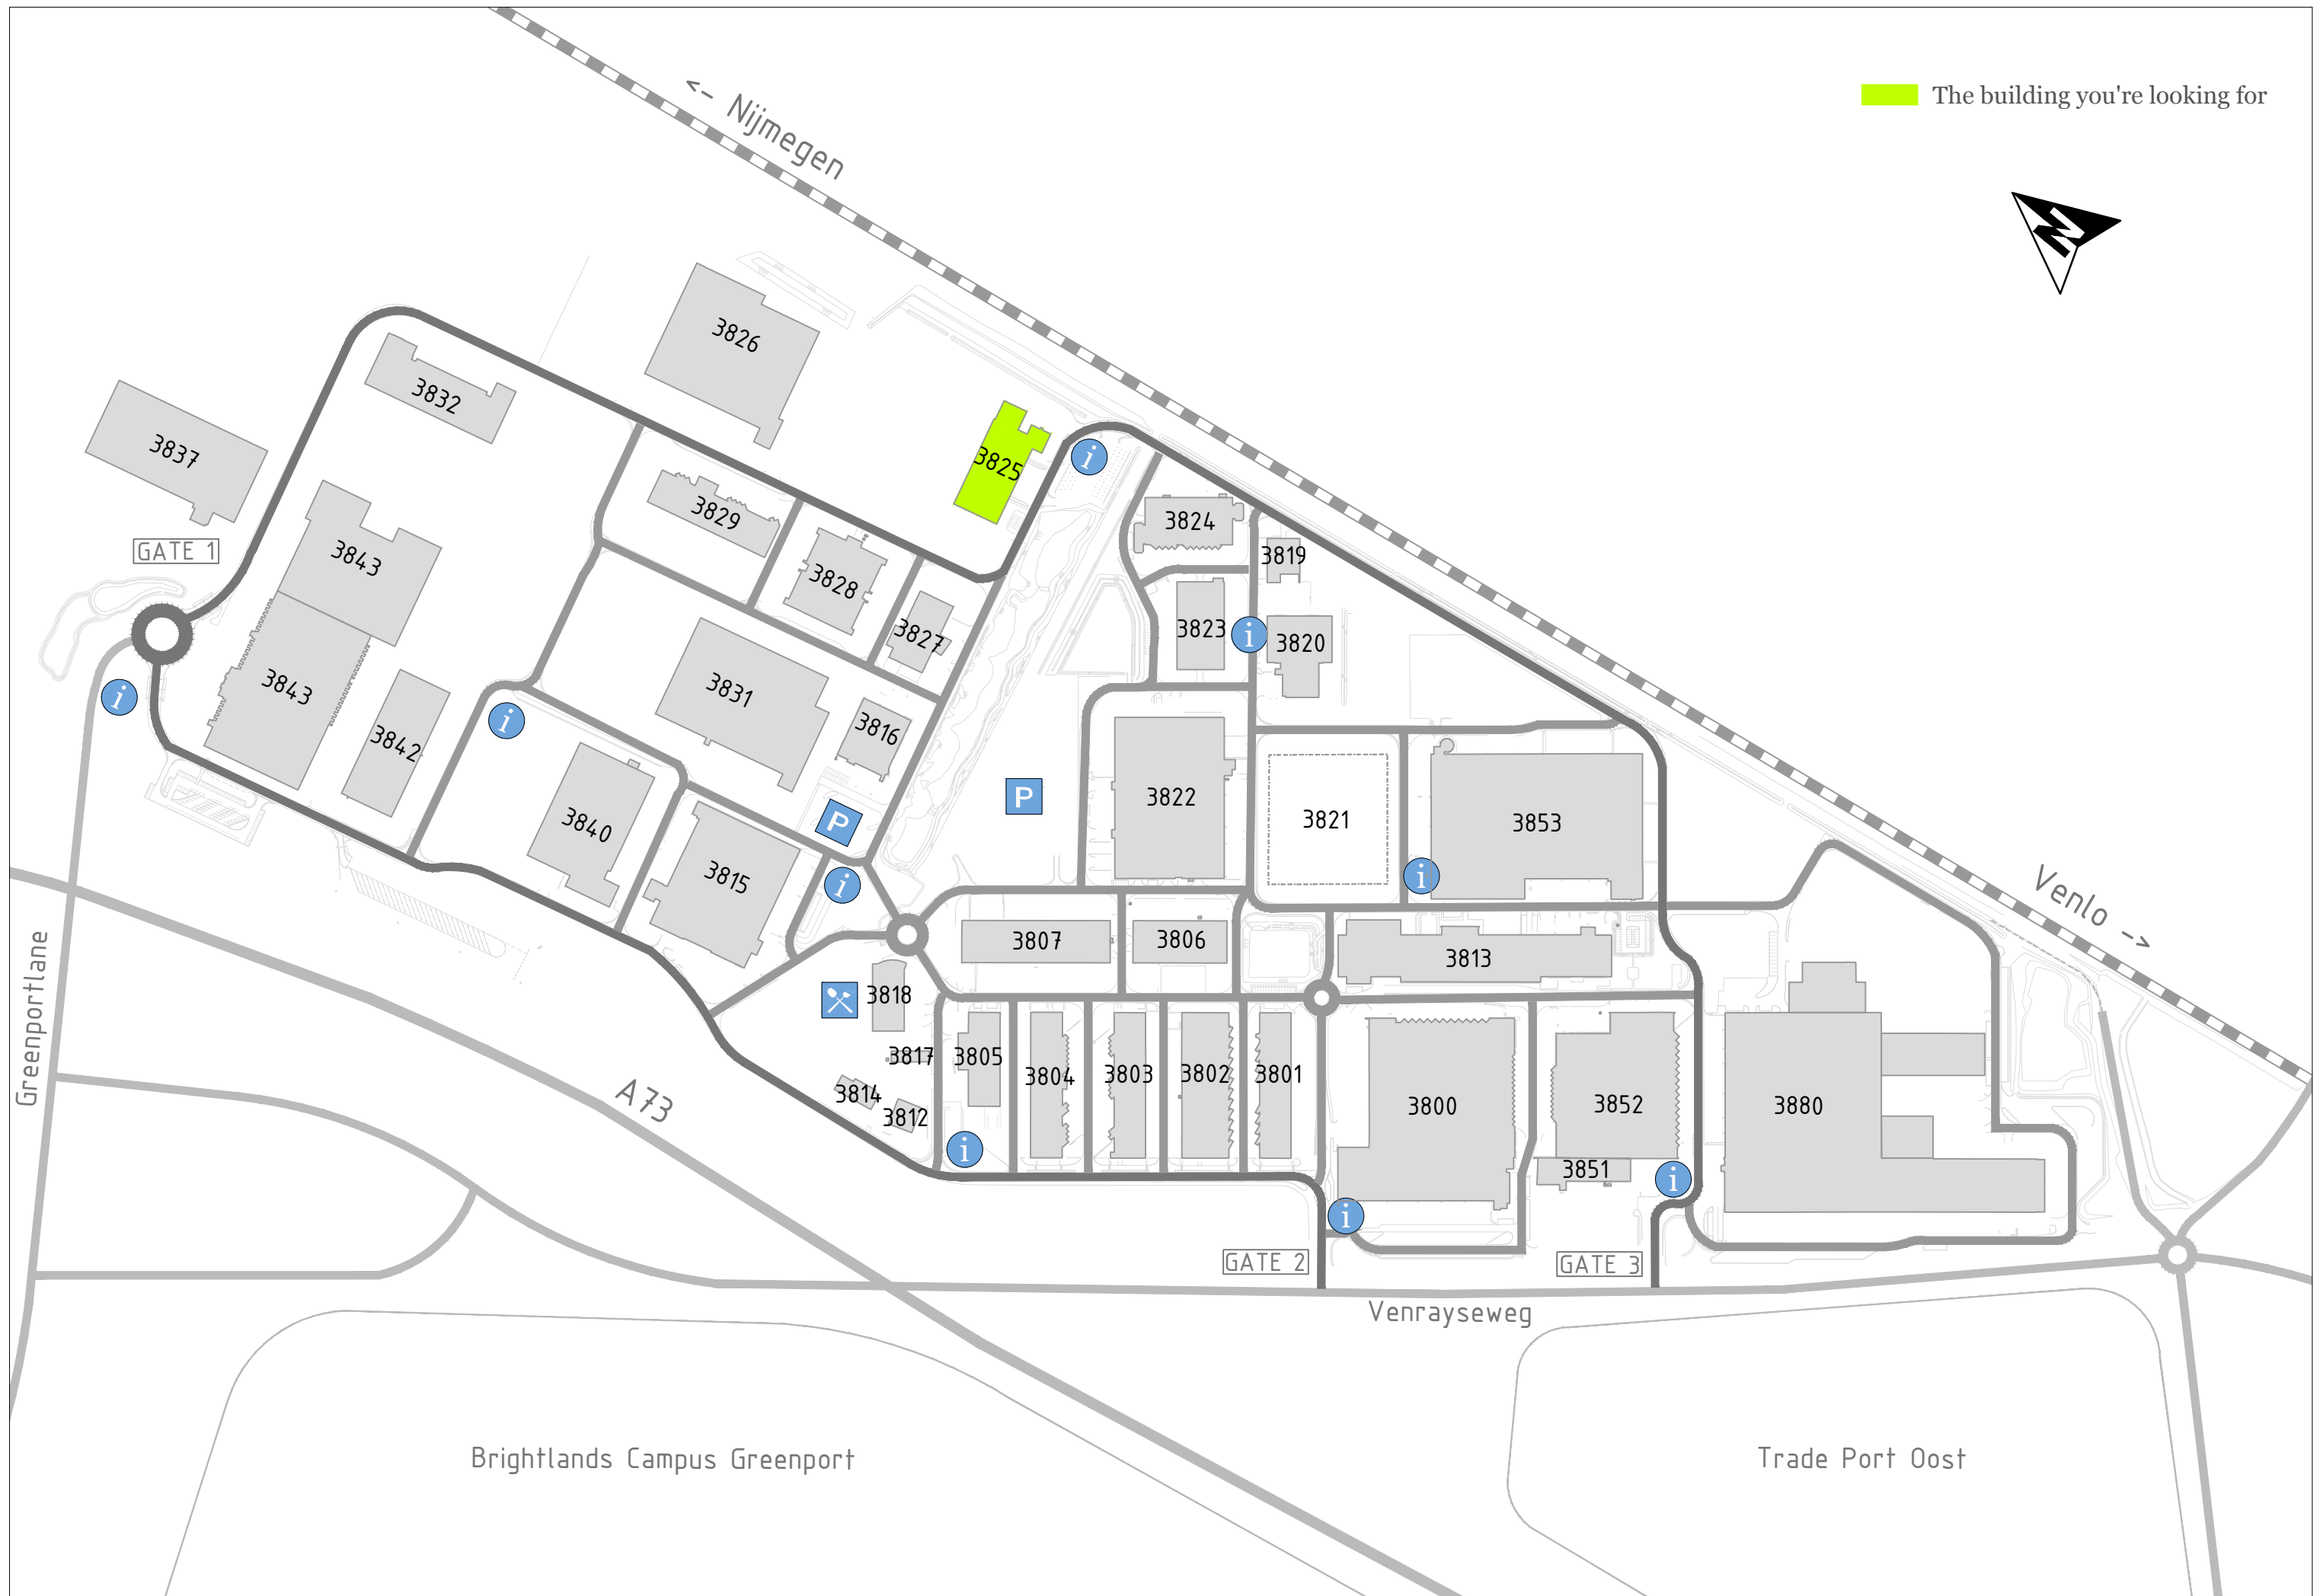 <- Nijmegen
The building you're looking for
N
3826
3832
3837
3825
3829
3824
GATE 1
3843
3819
3828
3823
3827
3820
3843
3831
i
i
i
i
3816
3842
3822
P
P
3821
3853
3840
3815
i
i
Venlo ->
3807
3806
3813
Greenportlane
3818
3817
3805
3804
3803
3802
3801
3800
3852
3880
3814
3812
A73
i
3851
i
i
GATE 2
GATE 3
Venrayseweg
Brightlands Campus Greenport
Trade Port Oost